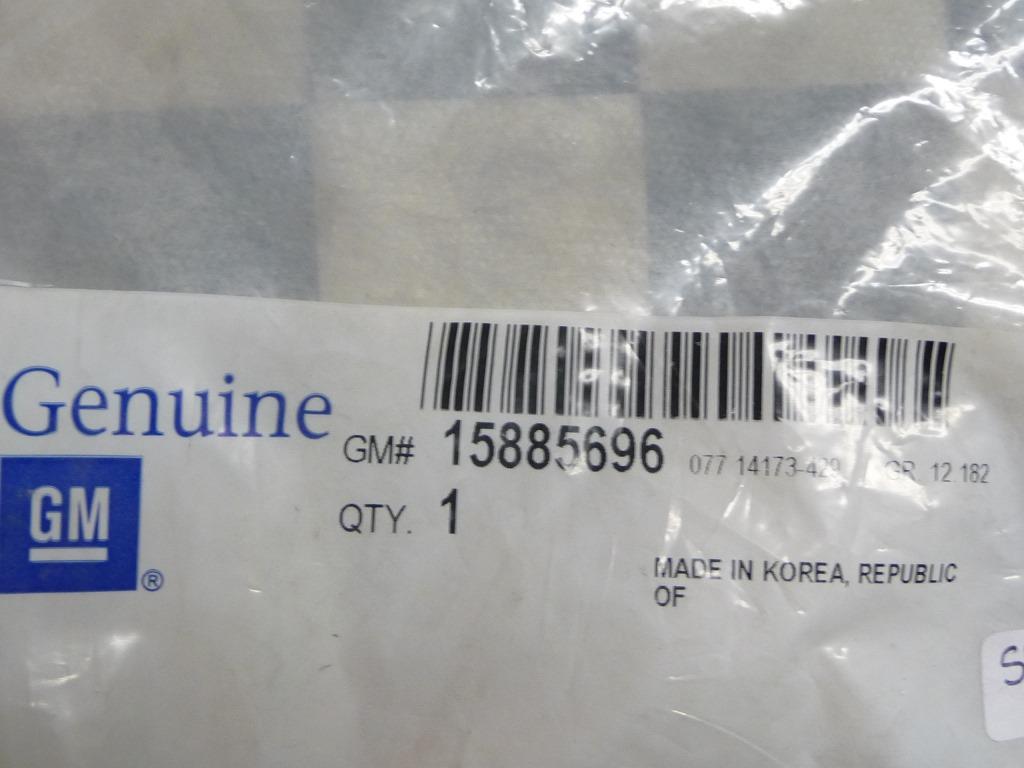 Genuine
GM ®
GM# 15885696 077 14173-429 GR. 12.182
QTY. 1
MADE IN KOREA, REPUBLIC
OF